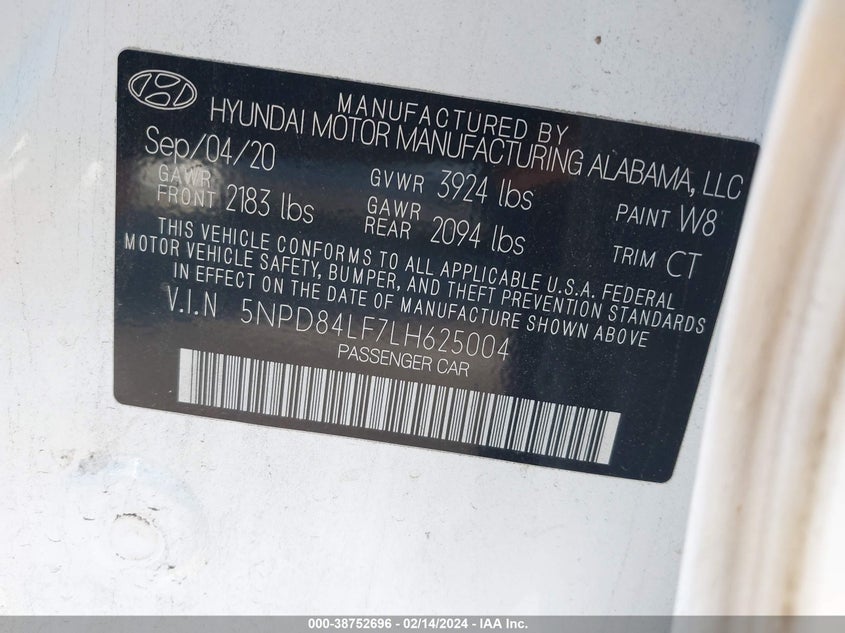 MANUFACTURED BY
HYUNDAI MOTOR MANUFACTURING ALABAMA, LLC
Sep/04/20
GAWR FRONT 2183 lbs
GVWR 3924 lbs
GAWR REAR 2094 lbs
PAINT W8
TRIM CT
THIS VEHICLE CONFORMS TO ALL APPLICABLE U.S.A. FEDERAL
MOTOR VEHICLE SAFETY, BUMPER, AND THEFT PREVENTION STANDARDS
IN EFFECT ON THE DATE OF MANUFACTURE SHOWN ABOVE
V.I.N 5NPD84LF7LH625004
PASSENGER CAR
000-38752696 - 02/14/2024 - IAA Inc.